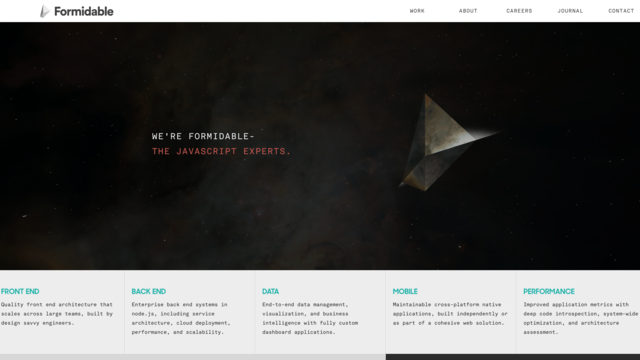 Formidable
WORK
ABOUT
CAREERS
JOURNAL
CONTACT
WE'RE FORMIDABLE-
THE JAVASCRIPT EXPERTS.
FRONT END
Quality front end architecture that
scales across large teams, built by
design savvy engineers.
BACK END
Enterprise back end systems in
node.js, including service
architecture, cloud deployment,
performance, and scalability.
DATA
End-to-end data management,
visualization, and business
intelligence with fully custom
dashboard applications.
MOBILE
Maintainable cross-platform native
applications, built independently or
as part of a cohesive web solution.
PERFORMANCE
Improved application metrics with
deep code introspection, system-wide
optimization, and architecture
assessment.